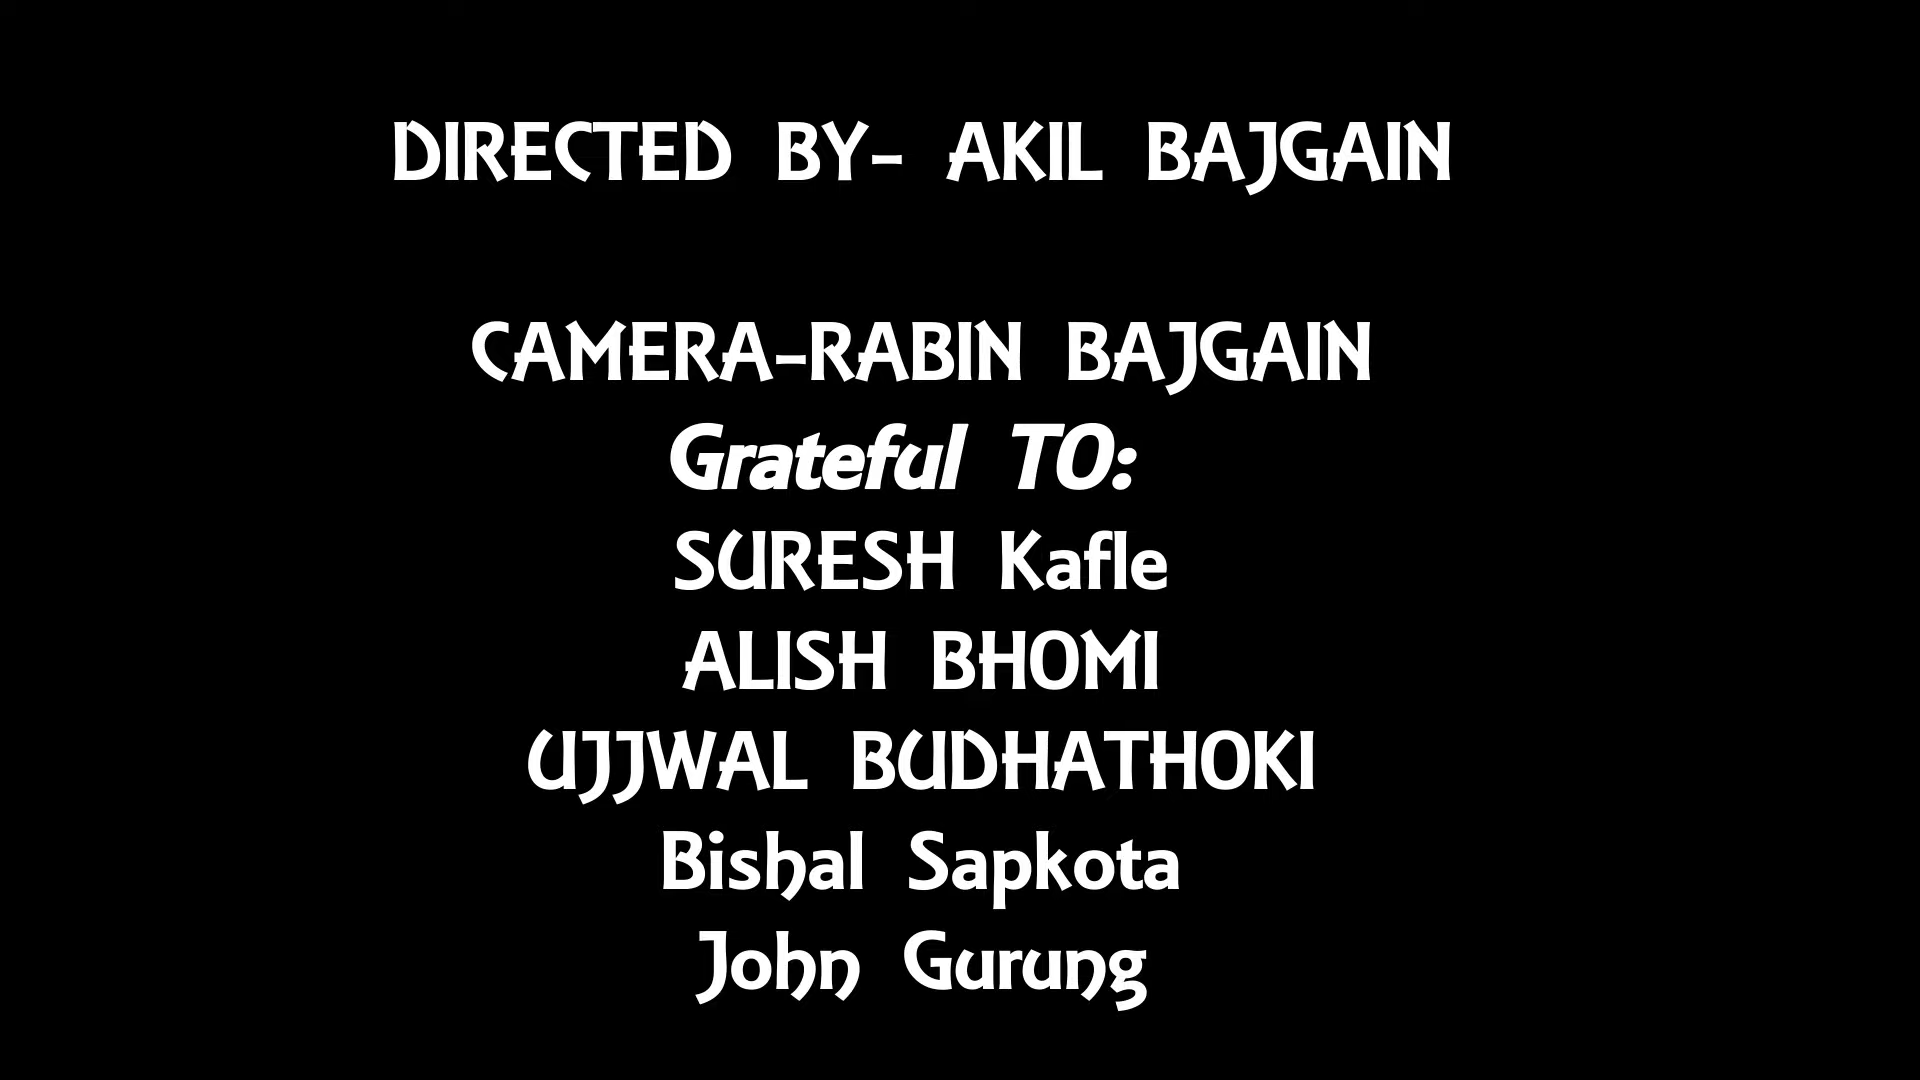 DIRECTED BY- AKIL BAJGAIN
CAMERA-RABIN BAJGAIN
Grateful TO:
SURESH Kafle
ALISH BHOMI
UJJWAL BUDHATHOKI
Bishal Sapkota
John Gurung